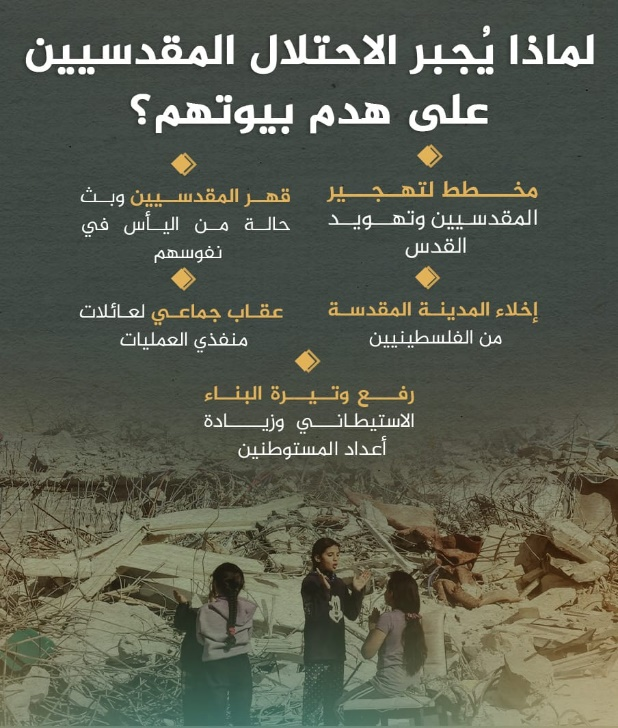 لماذا يُجبر الاحتلال المقدسيين
على هدم بيوتهم؟
مخطط لتهجير
المقدسيين وتهويد
القدس
قهر المقدسيين وبث
حالة من اليأس في
نفوسهم
إخلاء المدينة المقدسة
من الفلسطينيين
عقاب جماعي لعائلات
منفذي العمليات
رفع وتيرة البناء
الاستيطاني وزيادة
أعداد المستوطنين